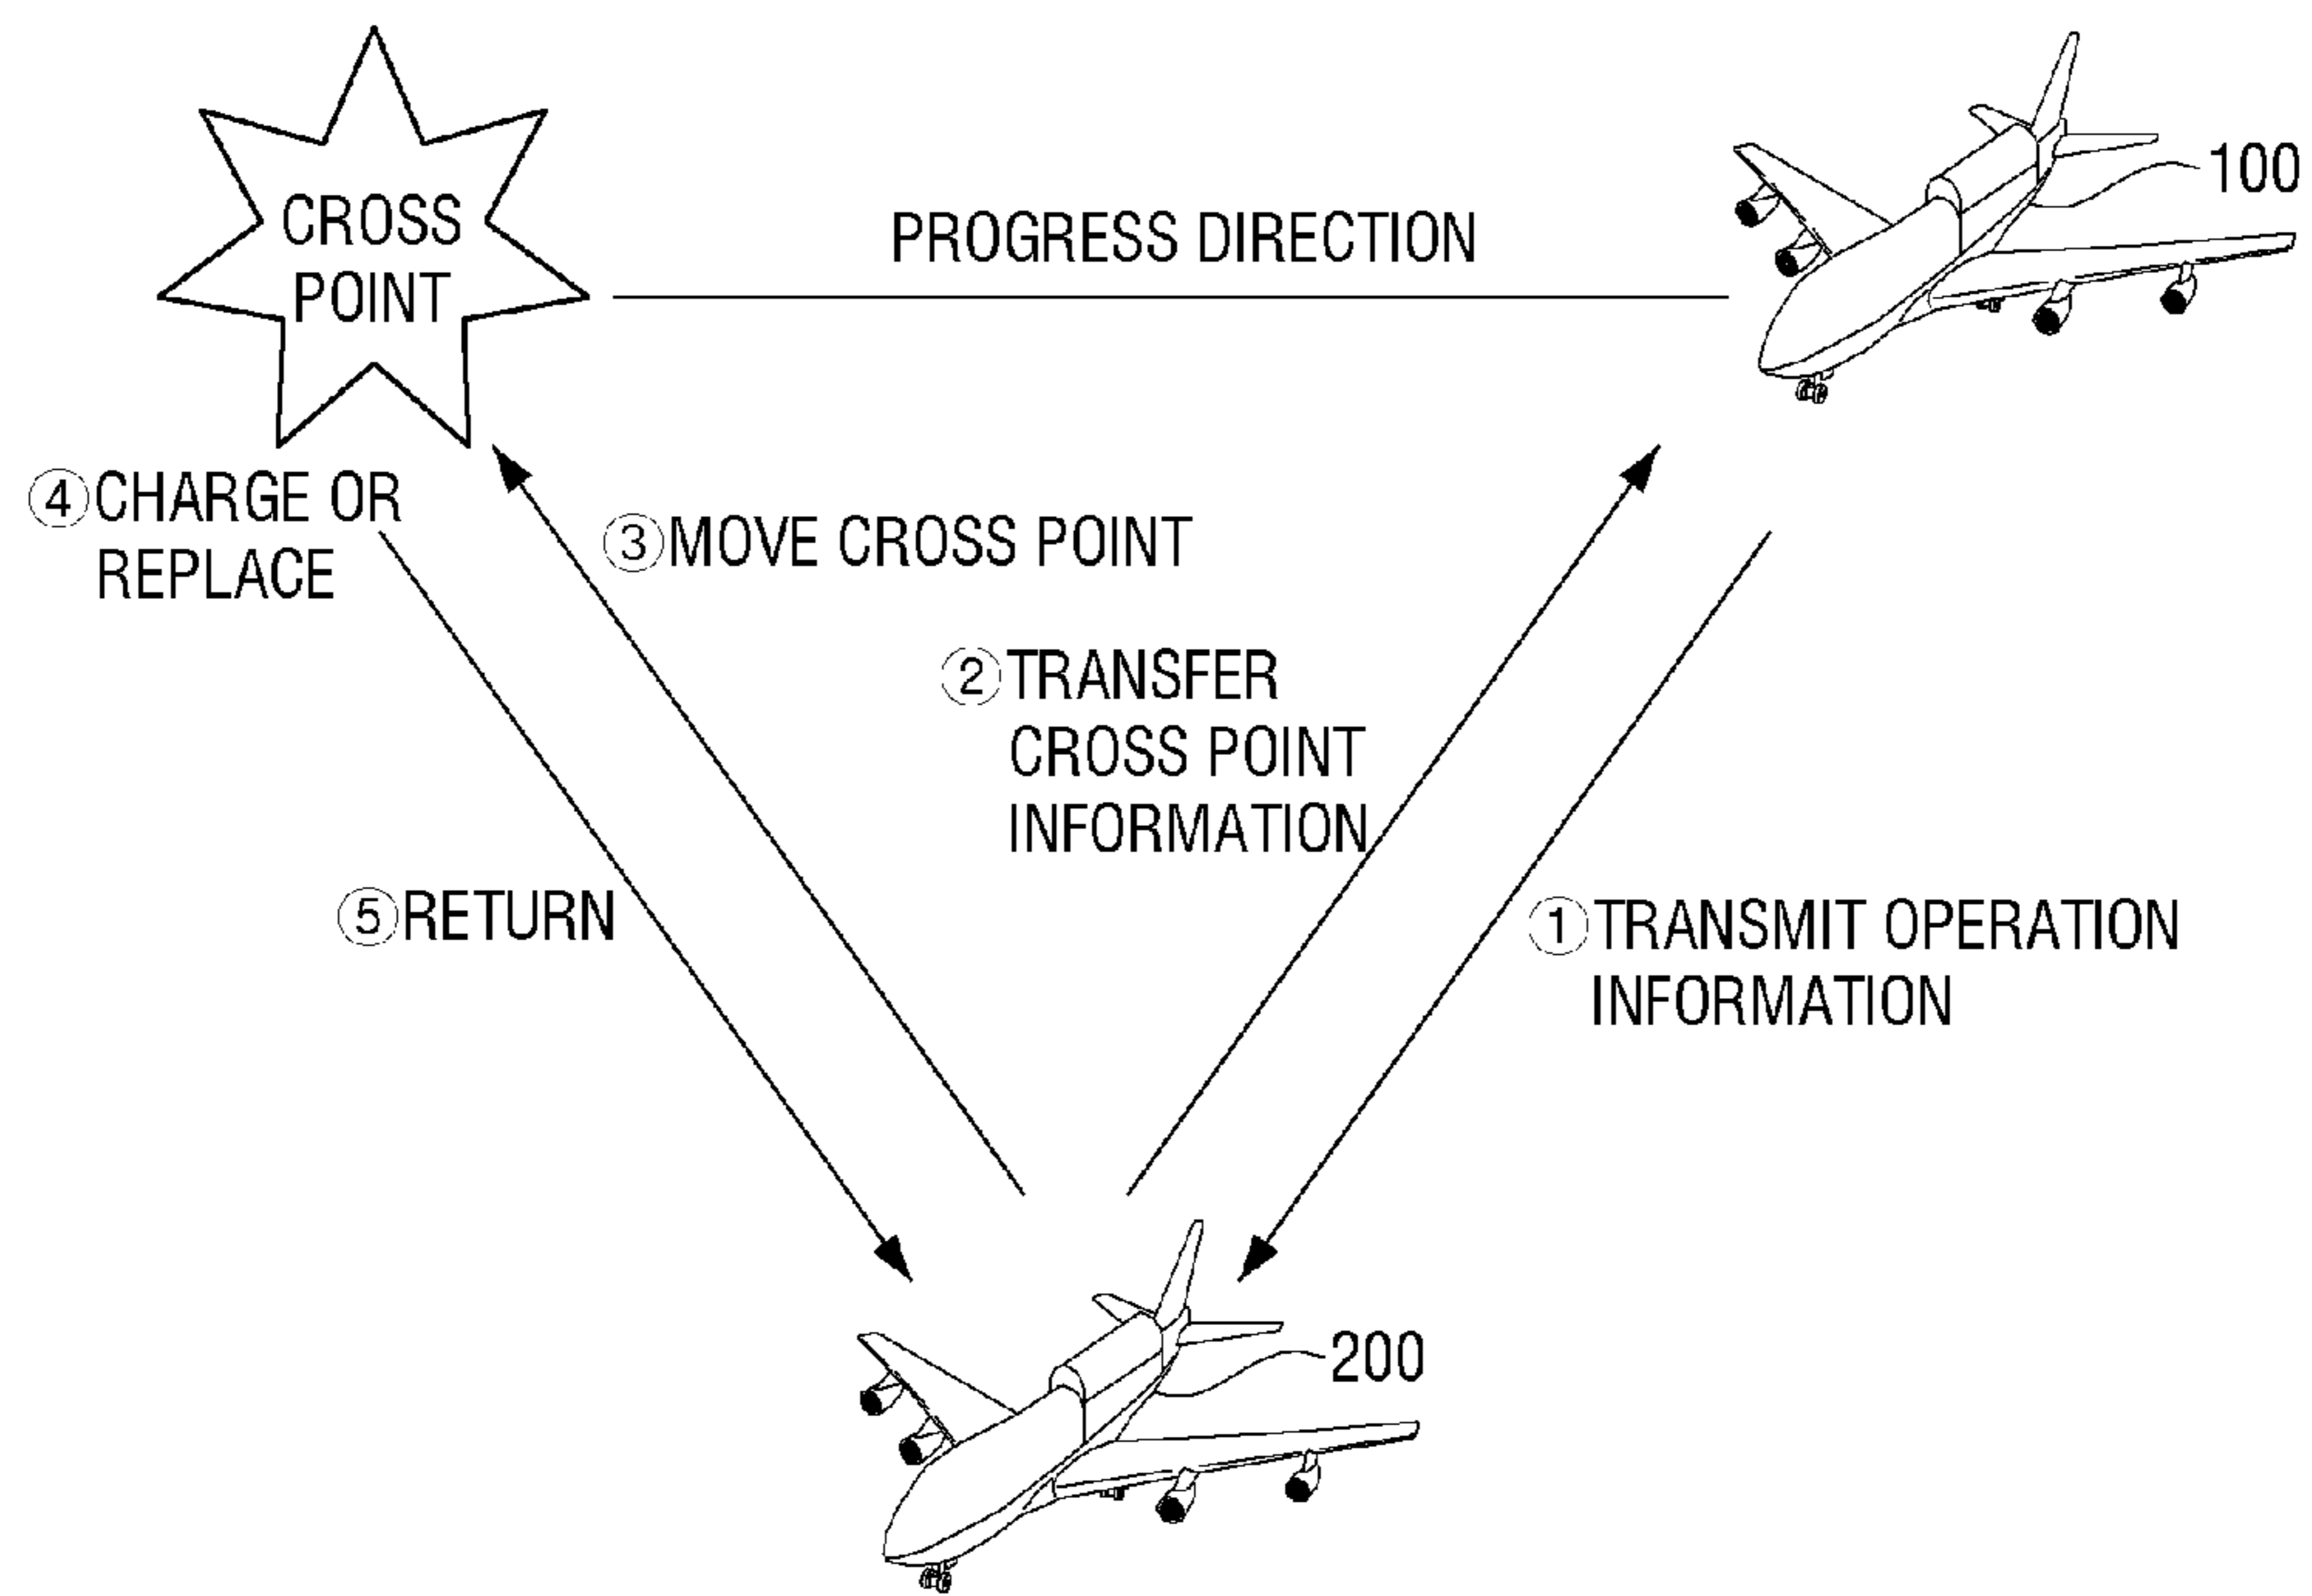 CROSS
POINT
PROGRESS DIRECTION
100
④CHARGE OR
REPLACE
③MOVE CROSS POINT
②TRANSFER
CROSS POINT
INFORMATION
⑤RETURN
①TRANSMIT OPERATION
INFORMATION
200